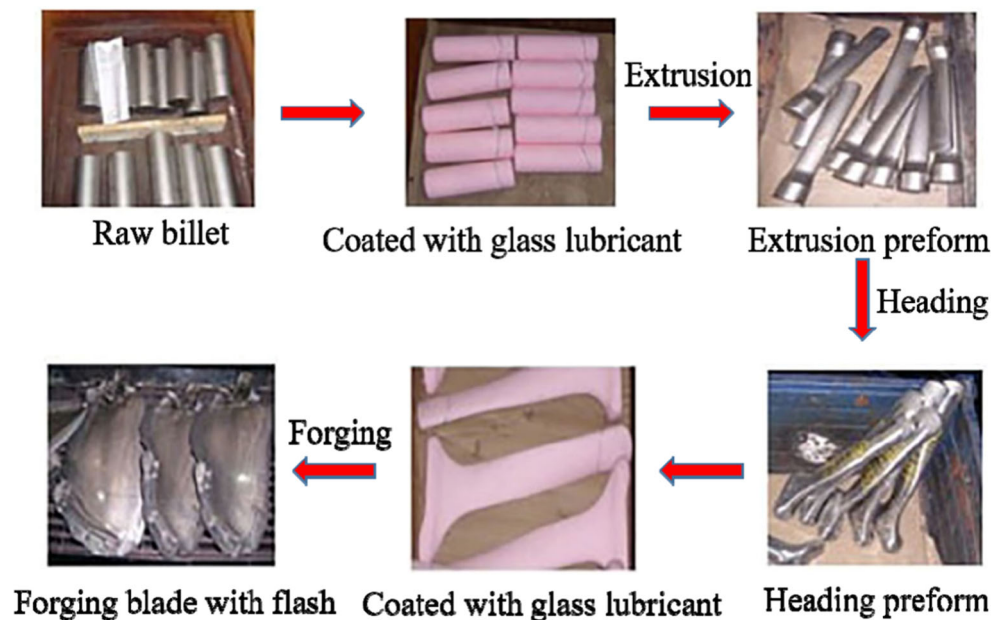 Extrusion
Raw billet
Coated with glass lubricant
Extrusion preform
Heading
Forging
Forging blade with flash
Coated with glass lubricant
Heading preform